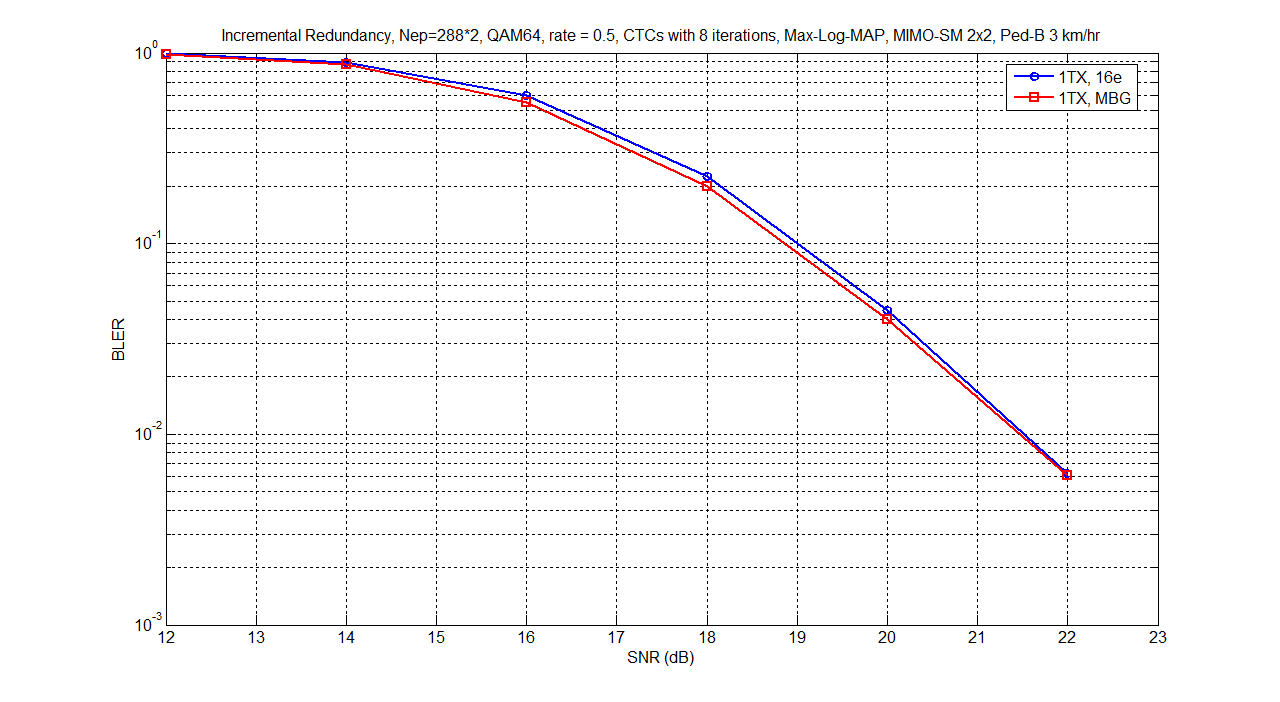 Incremental Redundancy, Nep=288*2, QAM64, rate = 0.5, CTCs with 8 iterations, Max-Log-MAP, MIMO-SM 2x2, Ped-B 3 km/hr
10^0
1TX, 16e
1TX, MBG
10^-1
BLER
10^-2
10^-3
12 13 14 15 16 17 18 19 20 21 22 23
SNR (dB)